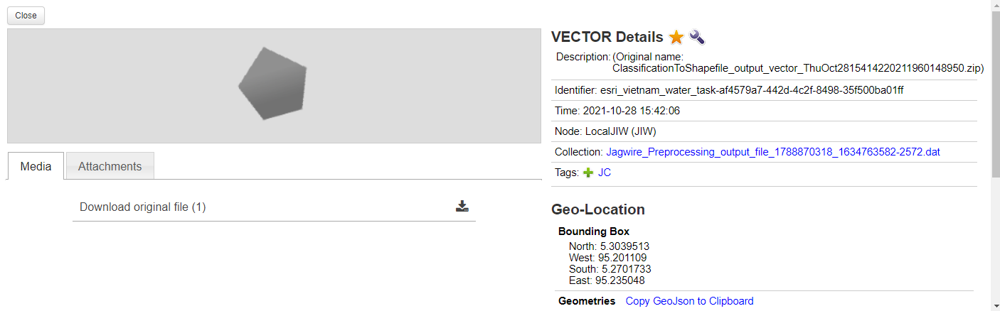 Close
VECTOR Details
Description: (Original name:
ClassificationToShapefile_output_vector_ThuOct2815414220211960148950.zip)
Identifier: esri_vietnam_water_task-af4579a7-442d-4c2f-8498-35f500ba01ff
Time: 2021-10-28 15:42:06
Node: LocalJIW (JIW)
Collection: Jagwire_Preprocessing_output_file_1788870318_1634763582-2572.dat
Tags: JC
Media
Attachments
Download original file (1)
Geo-Location
Bounding Box
North: 5.3039513
West: 95.201109
South: 5.2701733
East: 95.235048
Geometries Copy GeoJson to Clipboard